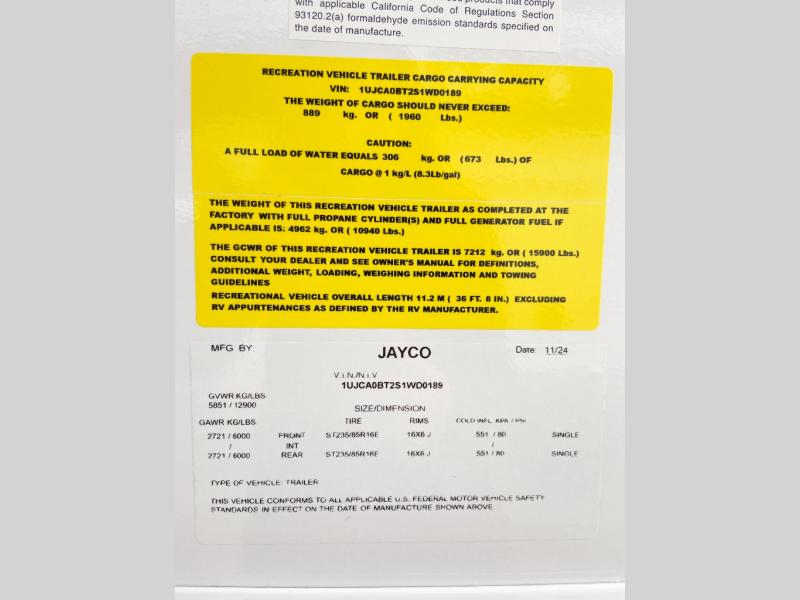 products that comply
with applicable California Code of Regulations Section
93120.2(a) formaldehyde emission standards specified on
the date of manufacture.
RECREATION VEHICLE TRAILER CARGO CARRYING CAPACITY
VIN: 1UJCA0BT2S1WD0189
THE WEIGHT OF CARGO SHOULD NEVER EXCEED:
889 kg. OR ( 1960 Lbs.)
CAUTION:
A FULL LOAD OF WATER EQUALS 306 kg. OR (673 Lbs.) OF
CARGO @ 1 kg/L (8.3Lb/gal)
THE WEIGHT OF THIS RECREATION VEHICLE TRAILER AS COMPLETED AT THE
FACTORY WITH FULL PROPANE CYLINDER(S) AND FULL GENERATOR FUEL IF
APPLICABLE IS: 4962 kg. OR ( 10940 Lbs.)
THE GCWR OF THIS RECREATION VEHICLE TRAILER IS 7212 kg. OR ( 15900 Lbs.)
CONSULT YOUR DEALER AND SEE OWNER'S MANUAL FOR DEFINITIONS,
ADDITIONAL WEIGHT, LOADING, WEIGHING INFORMATION AND TOWING
GUIDELINES
RECREATIONAL VEHICLE OVERALL LENGTH 11.2 M ( 36 FT. 8 IN.) EXCLUDING
RV APPURTENANCES AS DEFINED BY THE RV MANUFACTURER.
MFG BY: JAYCO Date: 11/24
V.I.N./N.I.V
1UJCA0BT2S1WD0189
GVWR KG/LBS
5851 / 12900
SIZE/DIMENSION
GAWR KG/LBS TIRE RIMS COLD INFL. KPA / PSI
2721 / 6000 FRONT ST235/85R16E 16X6 J 551 / 80 SINGLE
/ INT /
2721 / 6000 REAR ST235/85R16E 16X6 J 551 / 80 SINGLE
TYPE OF VEHICLE: TRAILER
THIS VEHICLE CONFORMS TO ALL APPLICABLE U.S. FEDERAL MOTOR VEHICLE SAFETY
STANDARDS IN EFFECT ON THE DATE OF MANUFACTURE SHOWN ABOVE